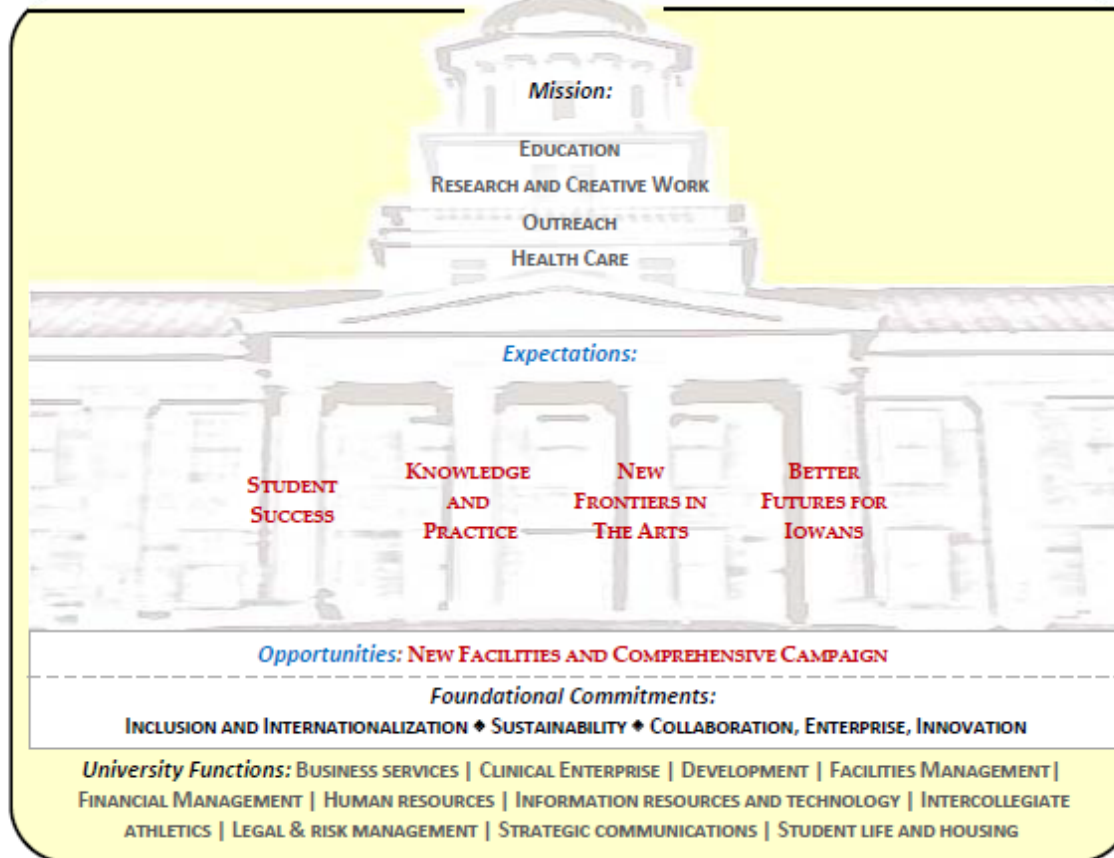 Mission:
EDUCATION
RESEARCH AND CREATIVE WORK
OUTREACH
HEALTH CARE
Expectations:
STUDENT
SUCCESS
KNOWLEDGE
AND
PRACTICE
NEW
FRONTIERS IN
THE ARTS
BETTER
FUTURES FOR
IOWANS
Opportunities: NEW FACILITIES AND COMPREHENSIVE CAMPAIGN
Foundational Commitments:
INCLUSION AND INTERNATIONALIZATION ◆ SUSTAINABILITY ◆ COLLABORATION, ENTERPRISE, INNOVATION
University Functions: BUSINESS SERVICES | CLINICAL ENTERPRISE | DEVELOPMENT | FACILITIES MANAGEMENT|
FINANCIAL MANAGEMENT | HUMAN RESOURCES | INFORMATION RESOURCES AND TECHNOLOGY | INTERCOLLEGIATE
ATHLETICS | LEGAL & RISK MANAGEMENT | STRATEGIC COMMUNICATIONS | STUDENT LIFE AND HOUSING